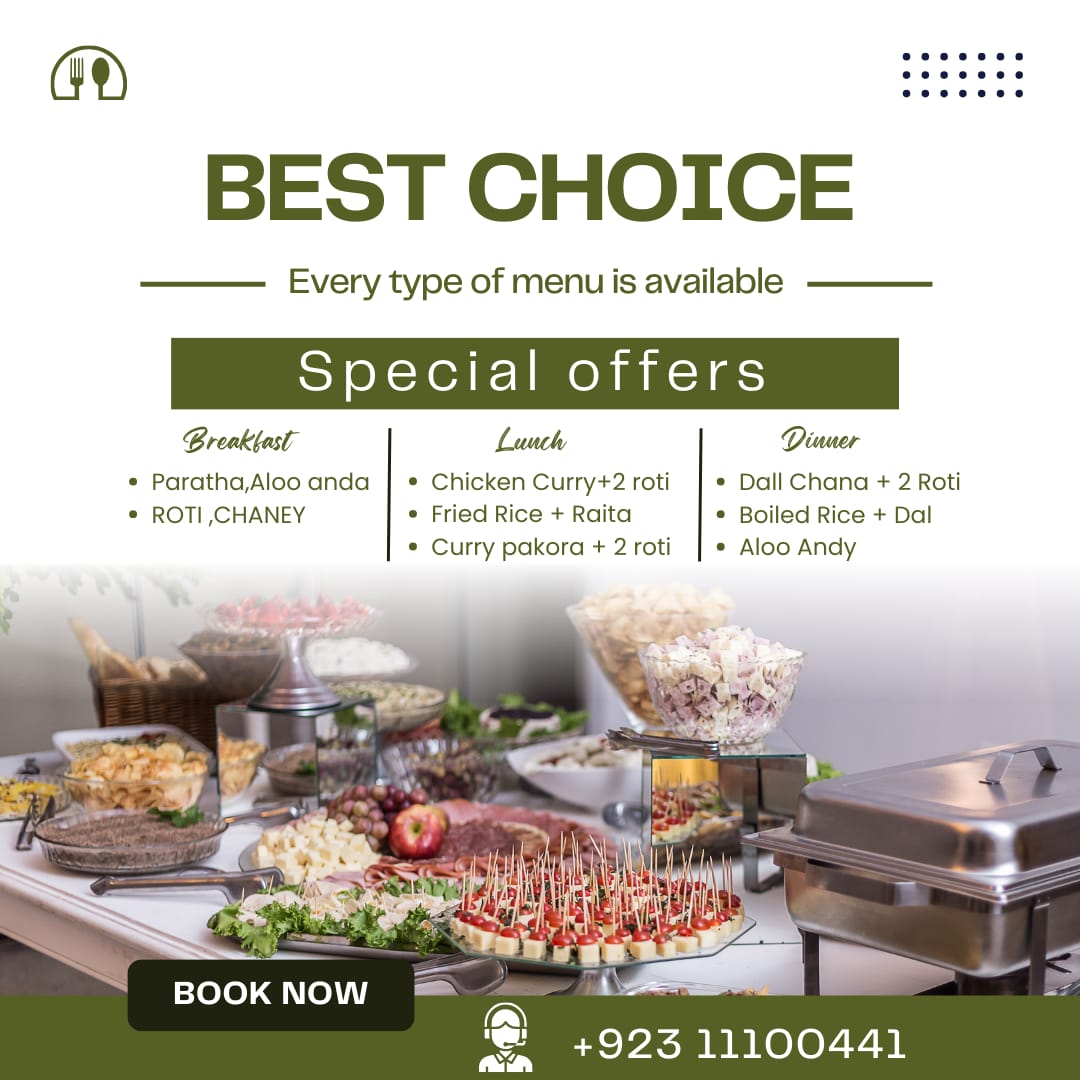 BEST CHOICE
Every type of menu is available
Special offers
Breakfast
Paratha,Aloo anda
ROTI ,CHANEY
Lunch
Chicken Curry+2 roti
Fried Rice + Raita
Curry pakora + 2 roti
Dinner
Dall Chana + 2 Roti
Boiled Rice + Dal
Aloo Andy
BOOK NOW
+923 11100441